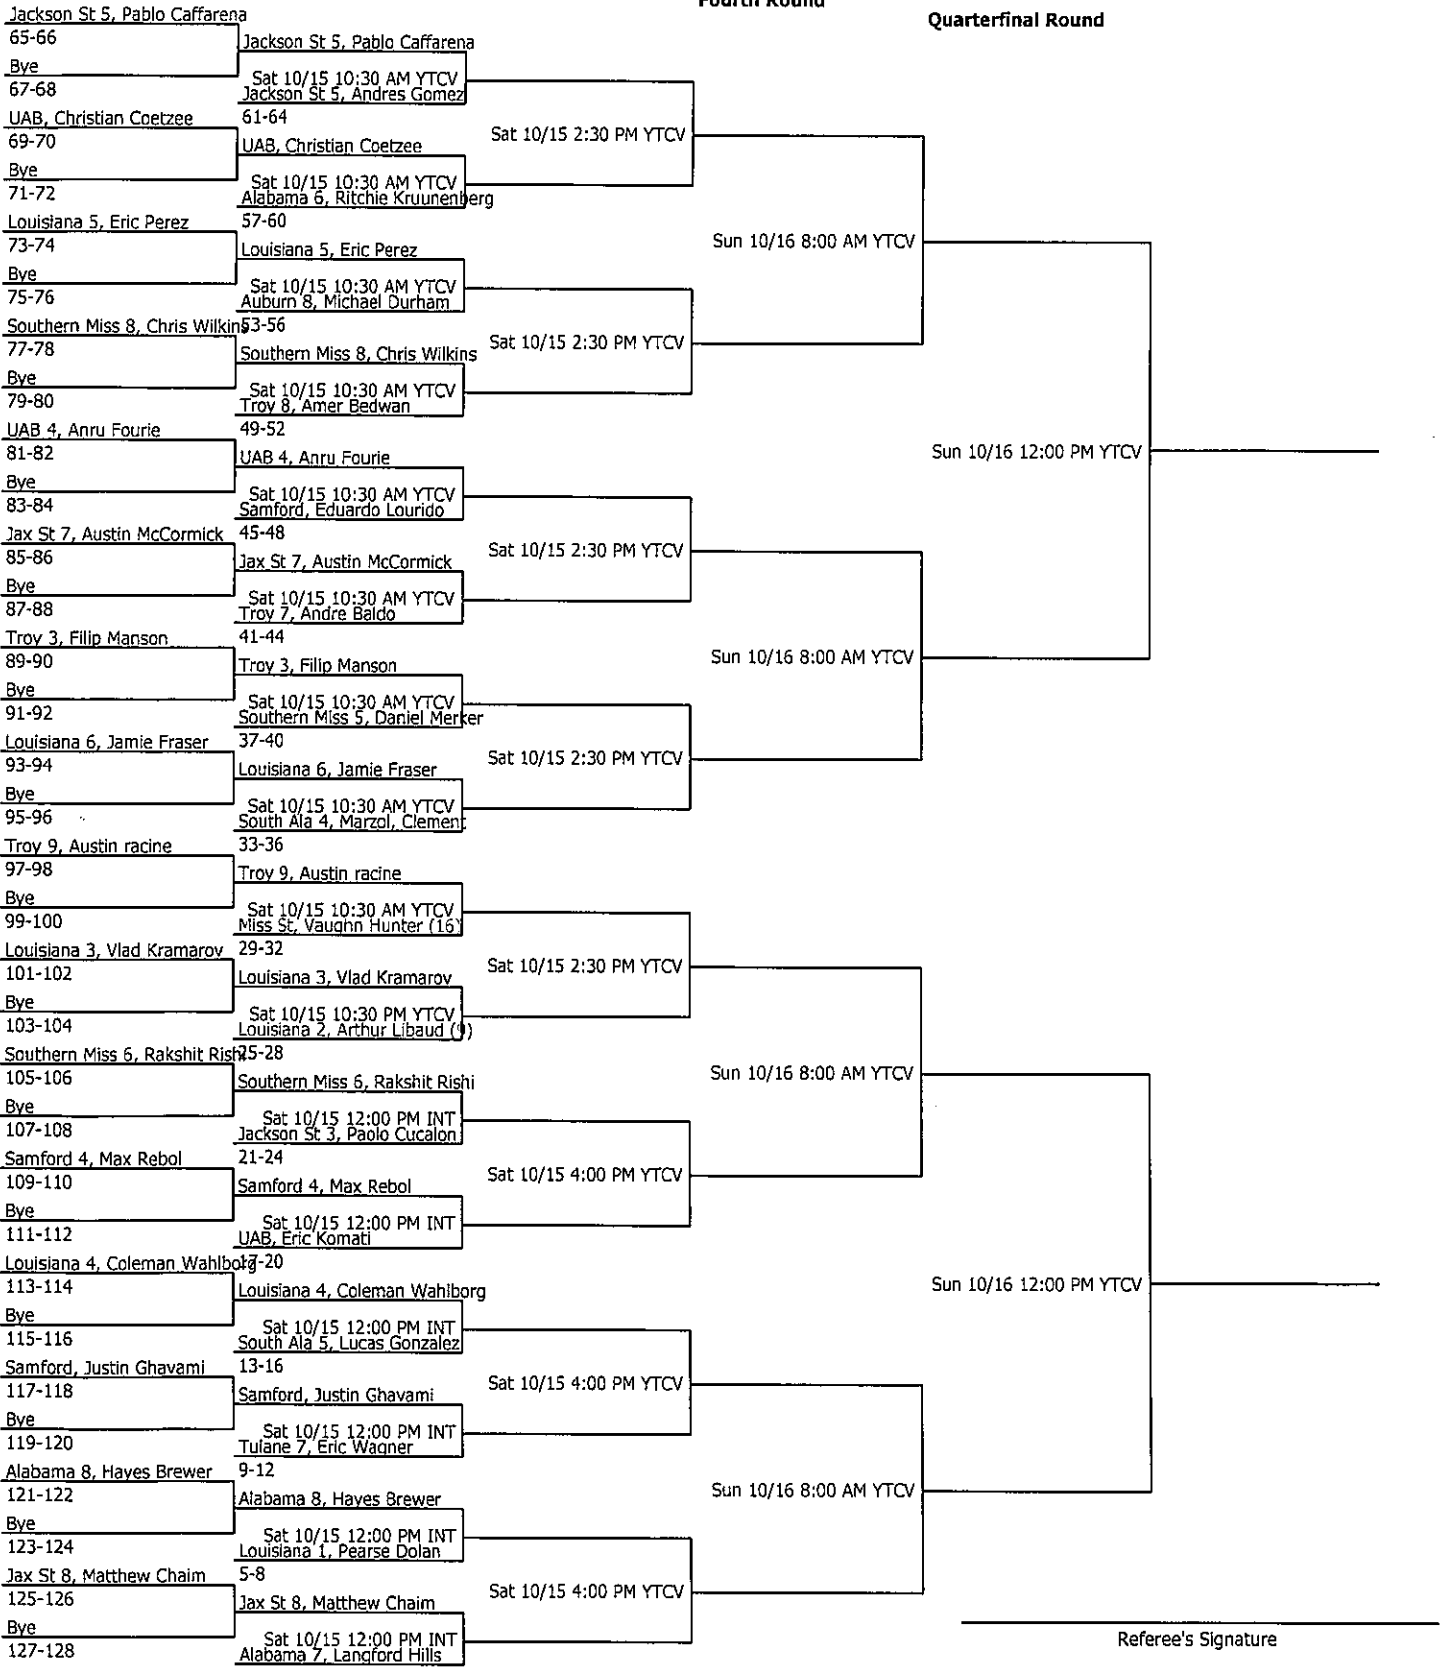 Fourth Round
Quarterfinal Round
Jackson St 5, Pablo Caffarena
65-66
Jackson St 5, Pablo Caffarena
Bye
Sat 10/15 10:30 AM YTCV
67-68
Jackson St 5, Andres Gomez
UAB, Christian Coetzee
61-64
Sat 10/15 2:30 PM YTCV
69-70
UAB, Christian Coetzee
Bye
Sat 10/15 10:30 AM YTCV
71-72
Alabama 6, Ritchie Kruunenberg
Louisiana 5, Eric Perez
57-60
73-74
Louisiana 5, Eric Perez
Sun 10/16 8:00 AM YTCV
Bye
Sat 10/15 10:30 AM YTCV
75-76
Auburn 8, Michael Durham
Southern Miss 8, Chris Wilkins
53-56
Sat 10/15 2:30 PM YTCV
77-78
Southern Miss 8, Chris Wilkins
Bye
Sat 10/15 10:30 AM YTCV
79-80
Troy 8, Amer Bedwan
UAB 4, Anru Fourie
49-52
81-82
UAB 4, Anru Fourie
Sun 10/16 12:00 PM YTCV
Bye
Sat 10/15 10:30 AM YTCV
83-84
Samford, Eduardo Lourido
Jax St 7, Austin McCormick
45-48
Sat 10/15 2:30 PM YTCV
85-86
Jax St 7, Austin McCormick
Bye
Sat 10/15 10:30 AM YTCV
87-88
Troy 7, Andre Baldo
Troy 3, Filip Manson
41-44
89-90
Troy 3, Filip Manson
Sun 10/16 8:00 AM YTCV
Bye
Sat 10/15 10:30 AM YTCV
91-92
Southern Miss 5, Daniel Merker
Louisiana 6, Jamie Fraser
37-40
Sat 10/15 2:30 PM YTCV
93-94
Louisiana 6, Jamie Fraser
Bye
Sat 10/15 10:30 AM YTCV
95-96
South Ala 4, Marzol, Clement
Troy 9, Austin racine
33-36
97-98
Troy 9, Austin racine
Bye
Sat 10/15 10:30 AM YTCV
99-100
Miss St, Vaughn Hunter (16)
Louisiana 3, Vlad Kramarov
29-32
Sat 10/15 2:30 PM YTCV
101-102
Louisiana 3, Vlad Kramarov
Bye
Sat 10/15 10:30 PM YTCV
103-104
Louisiana 2, Arthur Libaud (9)
Southern Miss 6, Rakshit Rishi
25-28
105-106
Southern Miss 6, Rakshit Rishi
Sun 10/16 8:00 AM YTCV
Bye
Sat 10/15 12:00 PM INT
107-108
Jackson St 3, Paolo Cucalon
Samford 4, Max Rebol
21-24
Sat 10/15 4:00 PM YTCV
109-110
Samford 4, Max Rebol
Bye
Sat 10/15 12:00 PM INT
111-112
UAB, Eric Komati
Louisiana 4, Coleman Wahlborg
17-20
113-114
Louisiana 4, Coleman Wahlborg
Sun 10/16 12:00 PM YTCV
Bye
Sat 10/15 12:00 PM INT
115-116
South Ala 5, Lucas Gonzalez
Samford, Justin Ghavami
13-16
Sat 10/15 4:00 PM YTCV
117-118
Samford, Justin Ghavami
Bye
Sat 10/15 12:00 PM INT
119-120
Tulane 7, Eric Wagner
Alabama 8, Hayes Brewer
9-12
121-122
Alabama 8, Hayes Brewer
Sun 10/16 8:00 AM YTCV
Bye
Sat 10/15 12:00 PM INT
123-124
Louisiana 1, Pearse Dolan
Jax St 8, Matthew Chaim
5-8
Sat 10/15 4:00 PM YTCV
125-126
Jax St 8, Matthew Chaim
Bye
Sat 10/15 12:00 PM INT
127-128
Alabama 7, Langford Hills
Referee's Signature